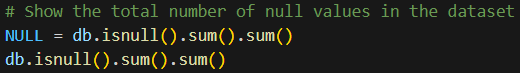 # Show the total number of null values in the dataset
NULL = db.isnull().sum().sum()
db.isnull().sum().sum()